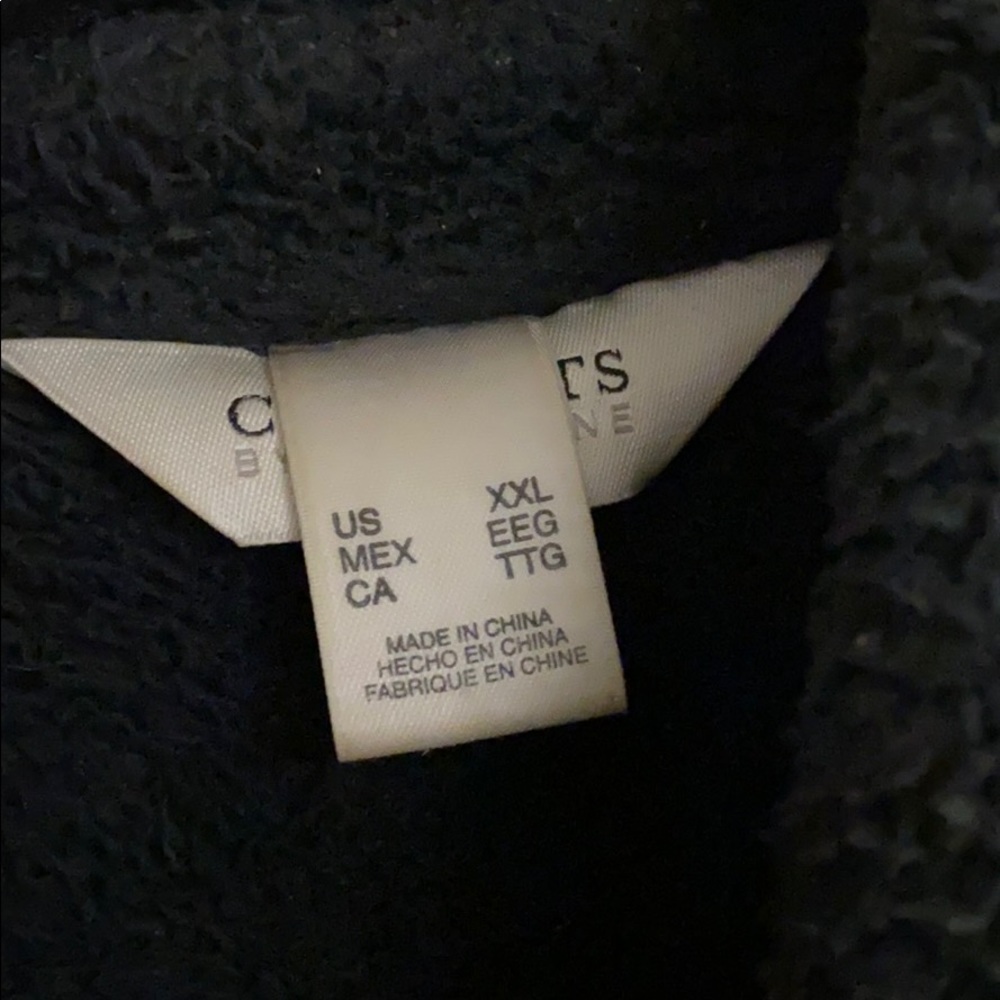 US XXL
MEX EEG
CA TTG
MADE IN CHINA
HECHO EN CHINA
FABRIQUE EN CHINE